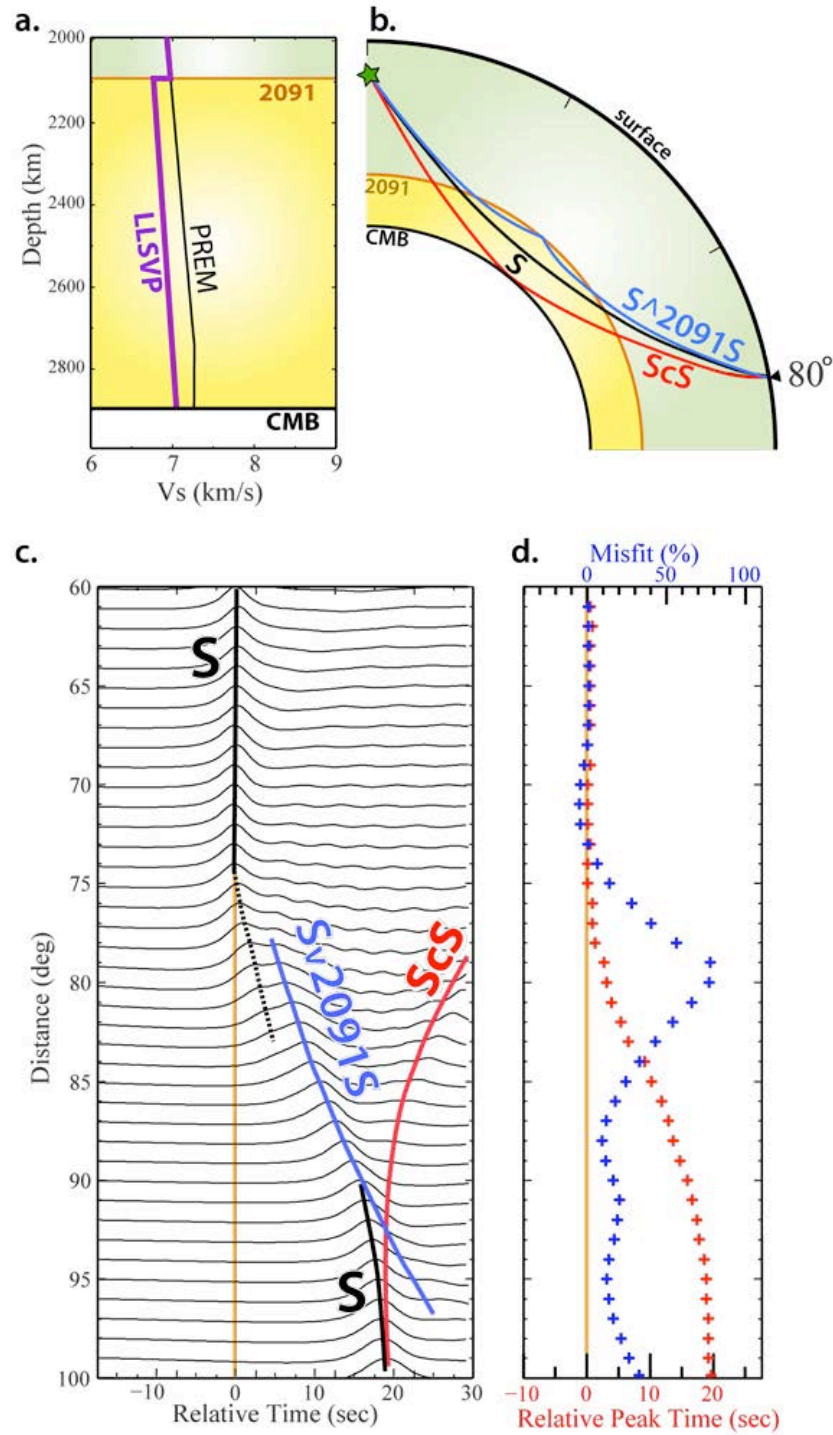 a.
2000
2200
2400
2600
2800
Depth (km)
2091
LLSVP
PREM
CMB
6 7 8 9
Vs (km/s)
b.
surface
2091
CMB
S
S^2091S
ScS
80°
c.
60
65
70
75
80
85
90
95
100
Distance (deg)
S
Sv2091S
ScS
S
−10 0 10 20 30
Relative Time (sec)
d.
Misfit (%)
0 50 100
−10 0 10 20
Relative Peak Time (sec)